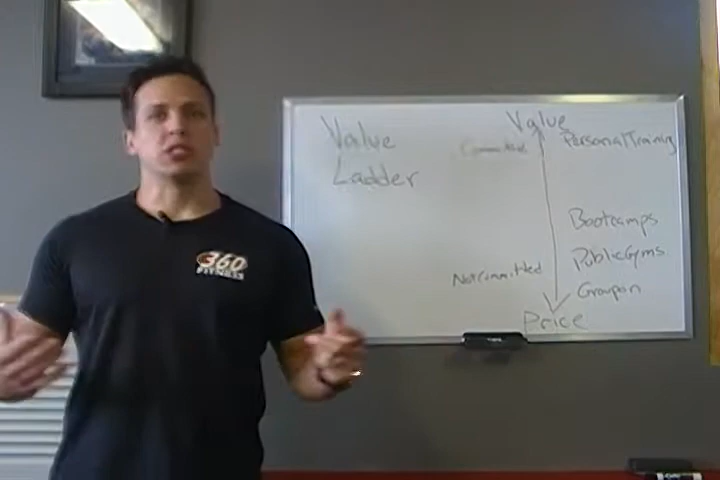 360
FITNESS
Value
Ladder
Value
Committed
Personal Training
Bootcamps
Public Gyms
Not Committed
Groupon
Price